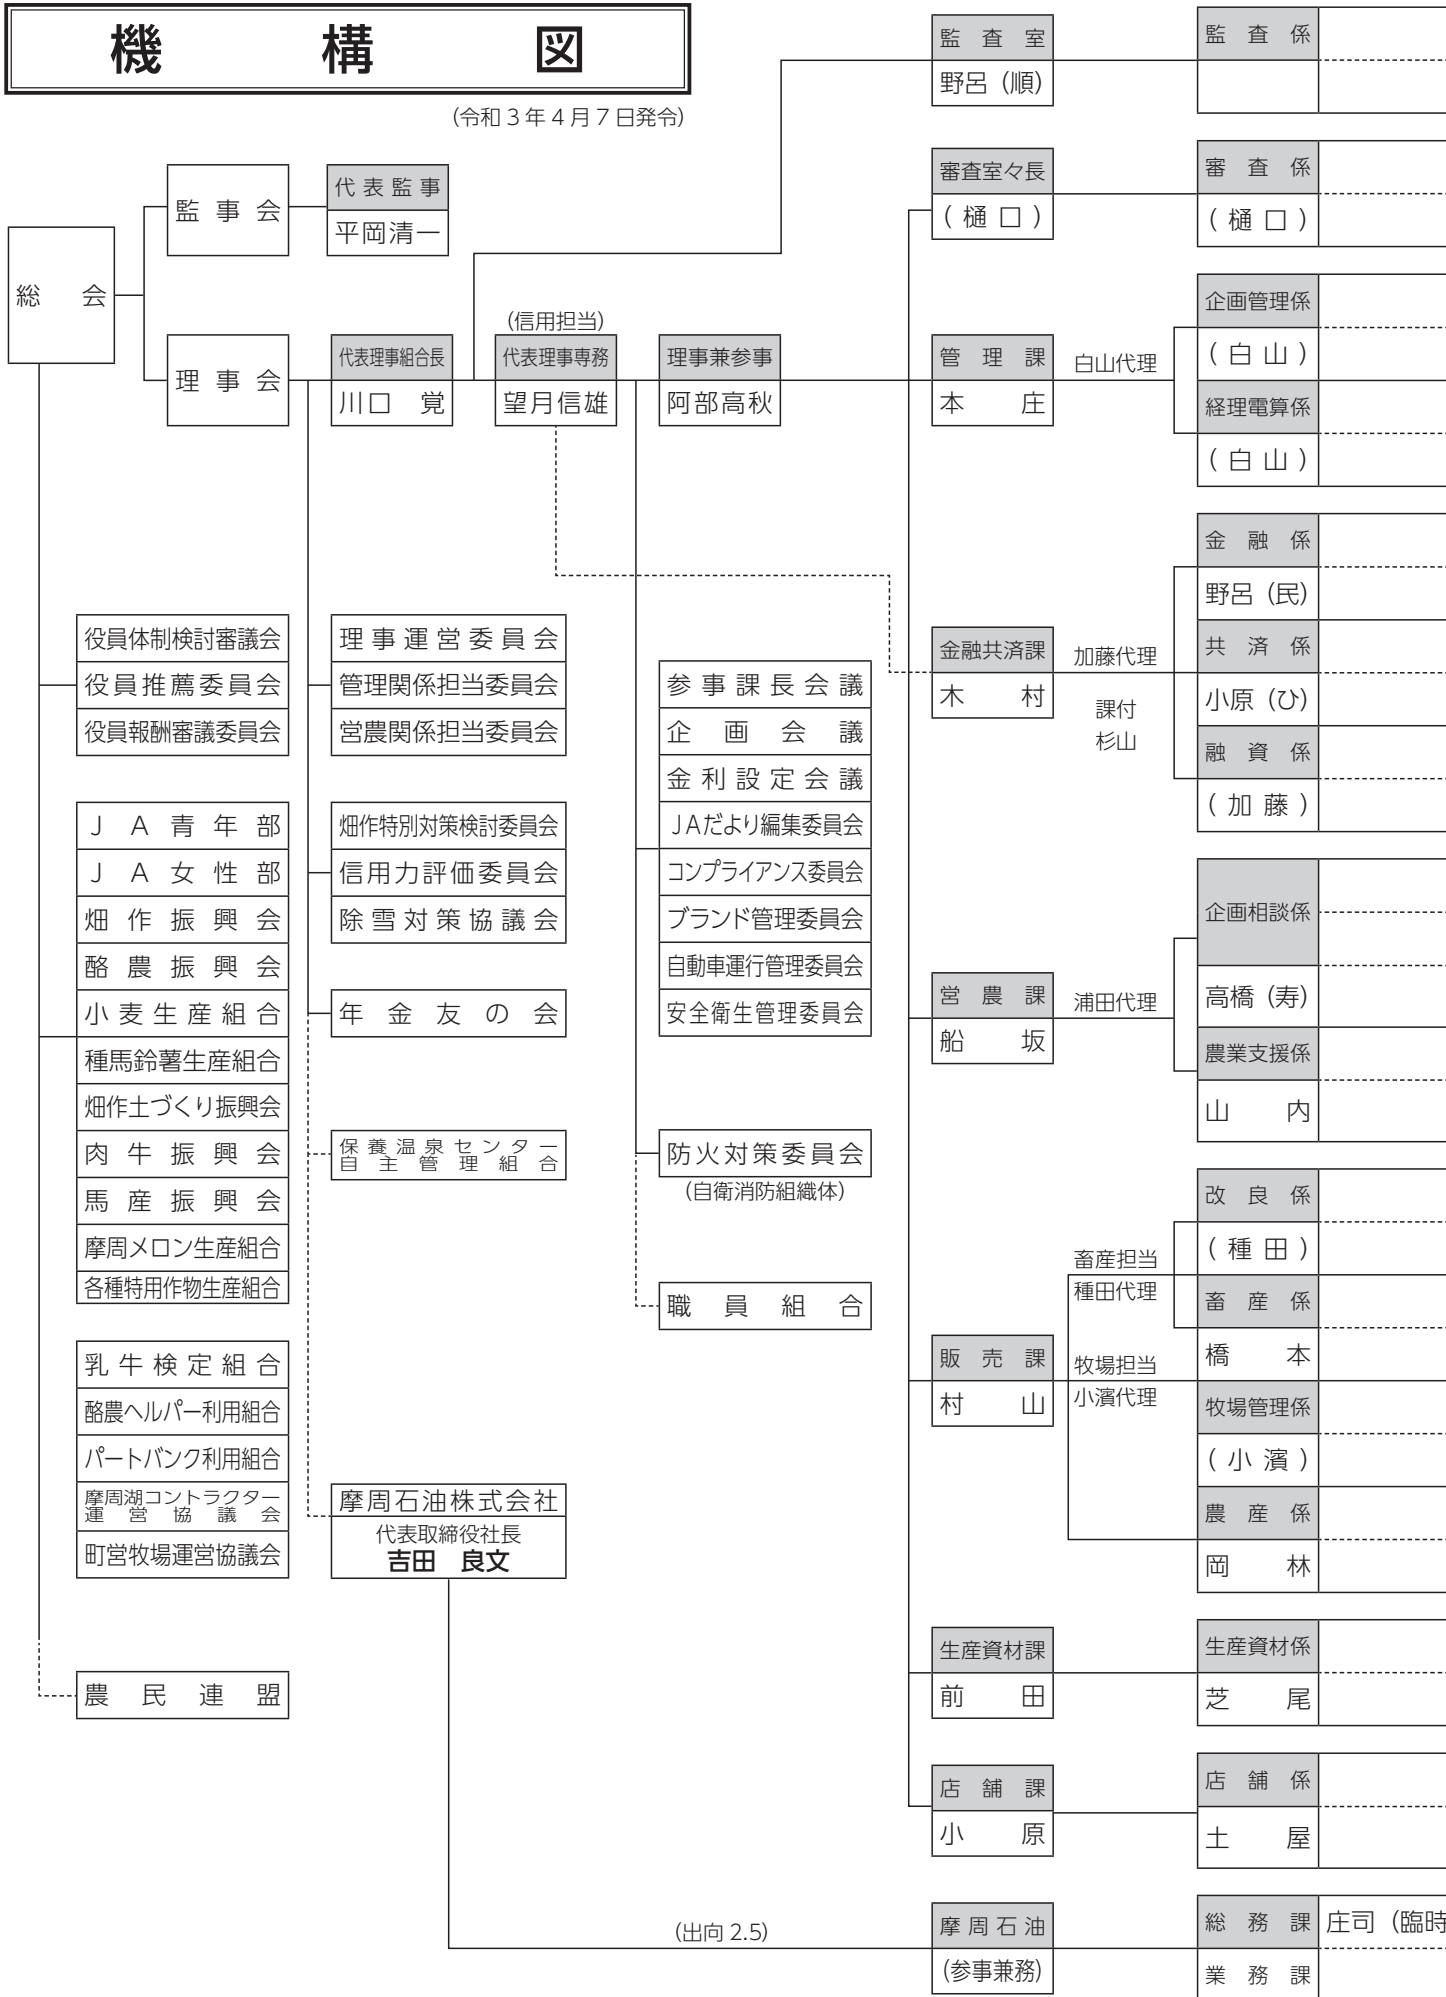 機構図
(令和3年4月7日発令)
総会
監事会
代表監事
平岡清一
理事会
代表理事組合長
川口 覚
(信用担当)
代表理事専務
望月信雄
理事兼参事
阿部高秋
役員体制検討審議会
役員推薦委員会
役員報酬審議委員会
JA青年部
JA女性部
畑作振興会
酪農振興会
小麦生産組合
種馬鈴薯生産組合
畑作土づくり振興会
肉牛振興会
馬産振興会
摩周メロン生産組合
各種特用作物生産組合
乳牛検定組合
酪農ヘルパー利用組合
パートバンク利用組合
摩周湖コントラクター
運営協議会
町営牧場運営協議会
農民連盟
理事運営委員会
管理関係担当委員会
営農関係担当委員会
畑作特別対策検討委員会
信用力評価委員会
除雪対策協議会
年金友の会
保養温泉センター
自主管理組合
摩周石油株式会社
代表取締役社長
吉田 良文
参事課長会議
企画会議
金利設定会議
JAだより編集委員会
コンプライアンス委員会
ブランド管理委員会
自動車運行管理委員会
安全衛生管理委員会
防火対策委員会
(自衛消防組織体)
職員組合
監査室
野呂(順)
監査係
審査室々長
(樋口)
審査係
(樋口)
管理課
本庄
白山代理
企画管理係
(白山)
経理電算係
(白山)
金融共済課
木村
加藤代理
課付
杉山
金融係
野呂(民)
共済係
小原(ひ)
融資係
(加藤)
営農課
船坂
浦田代理
企画相談係
高橋(寿)
農業支援係
山内
販売課
村山
畜産担当
種田代理
牧場担当
小濱代理
改良係
(種田)
畜産係
橋本
牧場管理係
(小濱)
農産係
岡林
生産資材課
前田
生産資材係
芝尾
店舗課
小原
店舗係
土屋
(出向2.5)
摩周石油
(参事兼務)
総務課
庄司(臨時
業務課